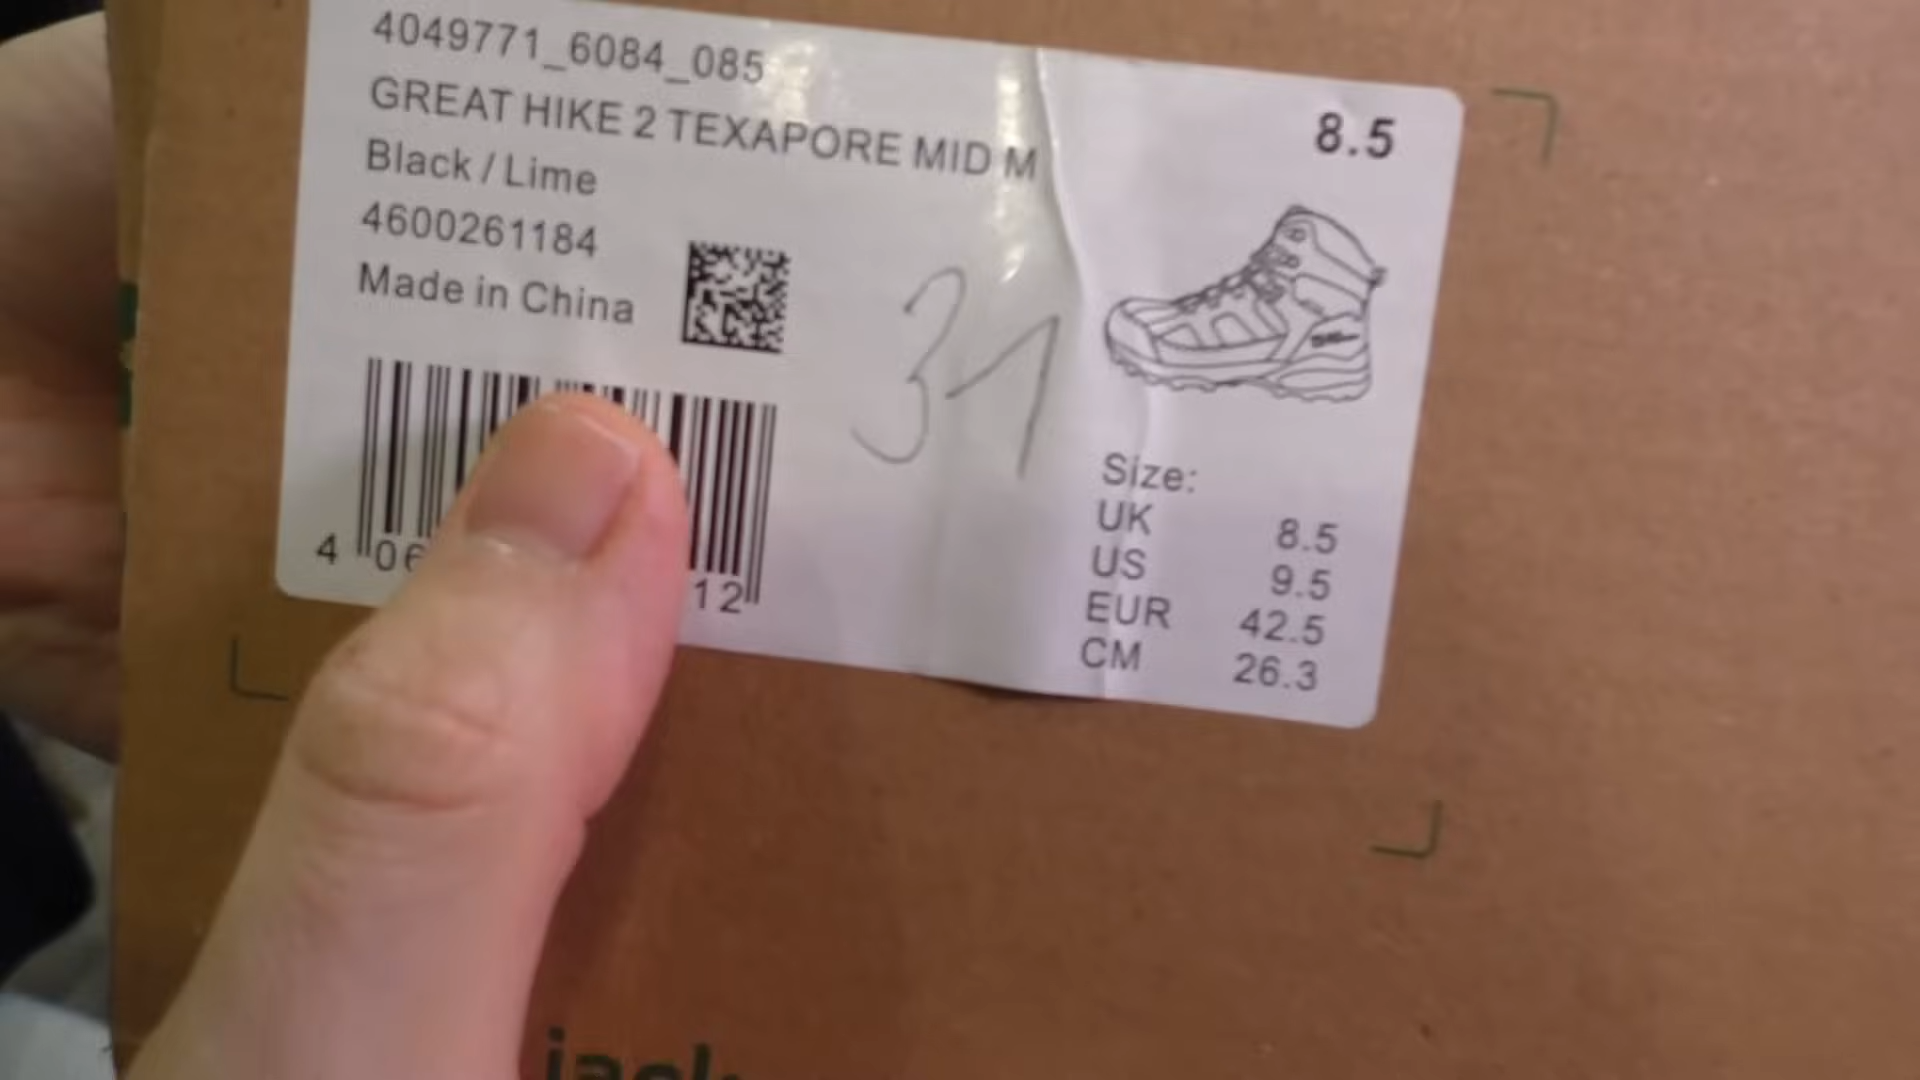 4049771_6084_085
GREAT HIKE 2 TEXAPORE MID M
Black / Lime
4600261184
Made in China
4 06
12
31
8.5
Size:
UK 8.5
US 9.5
EUR 42.5
CM 26.3
jack